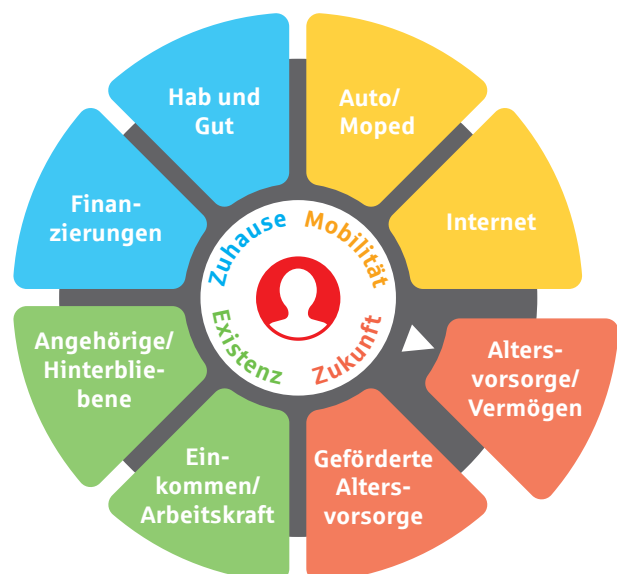 Hab und
Gut
Auto/
Moped
Finan-
zierungen
Internet
Zuhause
Mobilität
Existenz
Zukunft
Angehörige/
Hinterblie-
bene
Alters-
vorsorge/
Vermögen
Ein-
kommen/
Arbeitskraft
Geförderte
Alters-
vorsorge